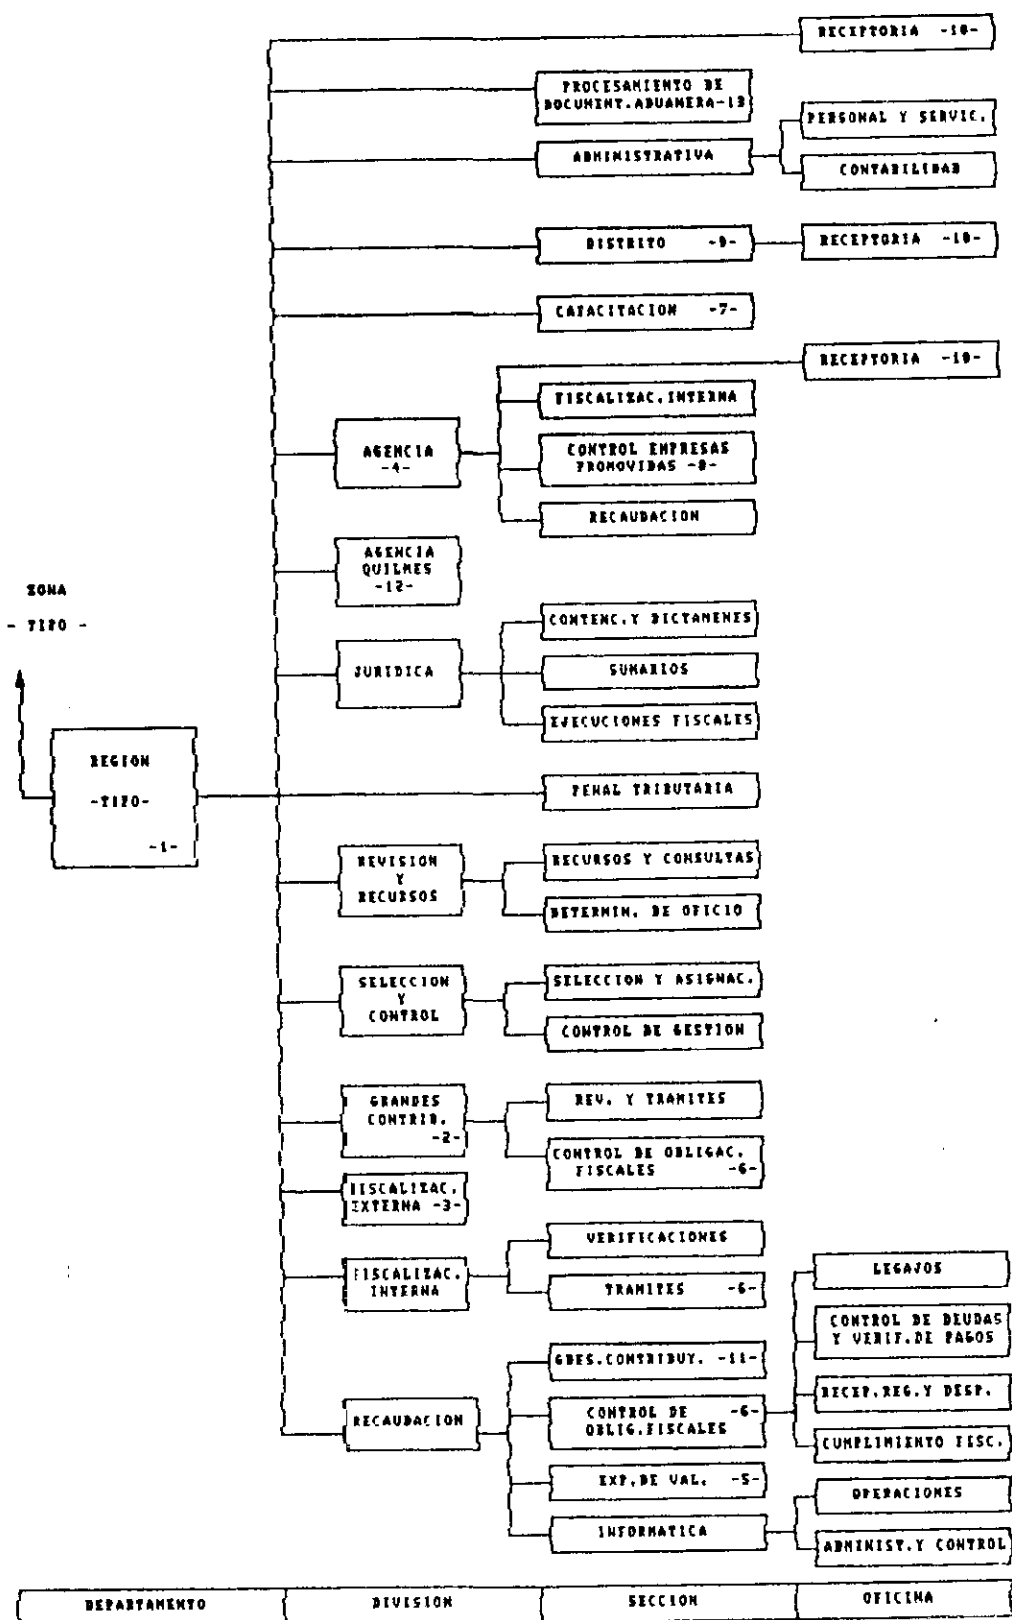 RECEPTORIA -10-
PROCESAMIENTO DE
DOCUMENT.ADUANERA-13
PERSONAL Y SERVIC.
ADMINISTRATIVA
CONTABILIDAD
DISTRITO -9-
RECEPTORIA -10-
CAPACITACION -7-
RECEPTORIA -10-
FISCALIZAC.INTERNA
AGENCIA
-4-
CONTROL EMPRESAS
PROMOVIDAS -8-
RECAUDACION
AGENCIA
QUILMES
-12-
ZONA
- TIPO -
CONTENC.Y DICTAMENES
JURIDICA
SUMARIOS
EJECUCIONES FISCALES
REGION
-TIPO-
-1-
PENAL TRIBUTARIA
REVISION
Y
RECURSOS
RECURSOS Y CONSULTAS
DETERMIN. DE OFICIO
SELECCION
Y
CONTROL
SELECCION Y ASIGNAC.
CONTROL DE GESTION
GRANDES
CONTRIB.
-2-
REV. Y TRAMITES
CONTROL DE OBLIGAC.
FISCALES -6-
FISCALIZAC.
EXTERNA -3-
VERIFICACIONES
FISCALIZAC.
INTERNA
TRAMITES -6-
LEGAJOS
CONTROL DE DEUDAS
Y VERIF.DE PAGOS
GDES.CONTRIBUY. -11-
RECEP.REG.Y DESP.
RECAUDACION
CONTROL DE -6-
OBLIG.FISCALES
CUMPLIMIENTO FISC.
EXP.DE VAL. -5-
OPERACIONES
INFORMATICA
ADMINIST.Y CONTROL
DEPARTAMENTO DIVISION SECCION OFICINA